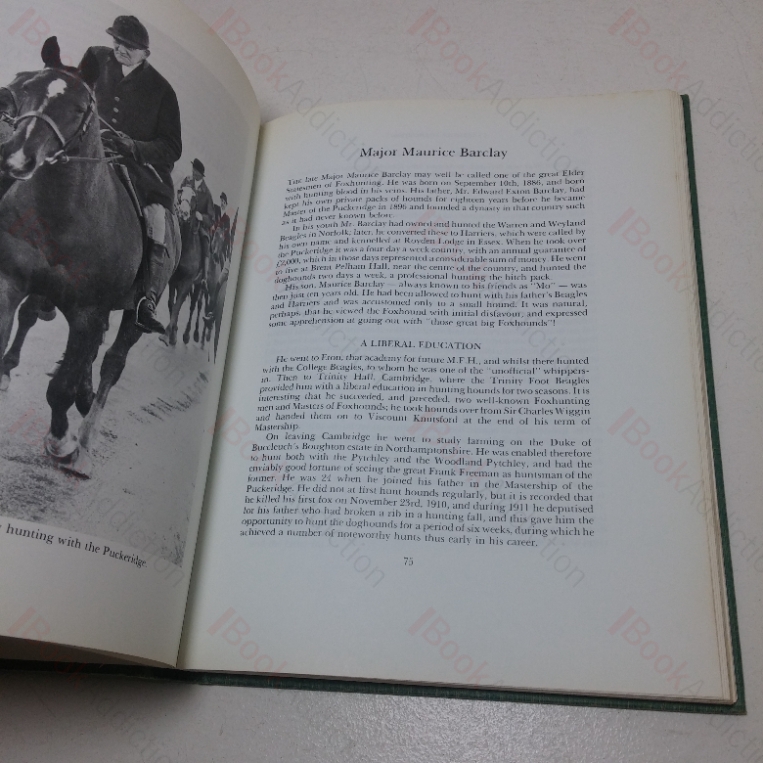 hunting with the Puckeridge.
Major Maurice Barclay
The late Major Maurice Barclay may well be called one of the great Elder
Statesmen of Foxhunting. He was born on September 10th, 1886, and born
with hunting blood in his veins. His father, Mr. Edward Exton Barclay, had
kept his own private packs of hounds for eighteen years before he became
Master of the Puckeridge in 1896 and founded a dynasty in that country such
as it had never known before.
In his youth Mr. Barclay had owned and hunted the Warren and Weyland
Beagles in Norfolk; later, he converted these to Harriers, which were called by
his own name and kennelled at Roydon Lodge in Essex. When he took over
the Puckeridge it was a four-day a week country, with an annual guarantee of
£2,000, which in those days represented a considerable sum of money. He went
to live at Brent Pelham Hall, near the centre of the country, and hunted the
doghounds two days a week, a professional hunting the bitch pack.
His son, Maurice Barclay — always known to his friends as "Mo" — was
then just ten years old. He had been allowed to hunt with his father's Beagles
and Harriers and was accustomed only to a small hound. It was natural,
perhaps, that he viewed the Foxhound with initial disfavour, and expressed
some apprehension at going out with "those great big Foxhounds"!
A LIBERAL EDUCATION
He went to Eton, that academy for future M.F.H., and whilst there hunted
with the College Beagles, to whom he was one of the "unofficial" whippers-
in. Then to Trinity Hall, Cambridge, where the Trinity Foot Beagles
provided him with a liberal education in hunting hounds for two seasons. It is
interesting that he succeeded, and preceded, two well-known Foxhunting
men and Masters of Foxhounds; he took hounds over from Sir Charles Wiggin
and handed them on to Viscount Knutsford at the end of his term of
Mastership.
On leaving Cambridge he went to study farming on the Duke of
Buccleuch's Boughton estate in Northamptonshire. He was enabled therefore
to hunt both with the Pytchley and the Woodland Pytchley, and had the
enviably good fortune of seeing the great Frank Freeman as huntsman of the
former. He was 24 when he joined his father in the Mastership of the
Puckeridge. He did not at first hunt hounds regularly, but it is recorded that
he killed his first fox on November 23rd, 1910, and during 1911 he deputised
for his father who had broken a rib in a hunting fall, and thus gave him the
opportunity to hunt the doghounds for a period of six weeks, during which he
achieved a number of noteworthy hunts thus early in his career.
75
BookAddiction